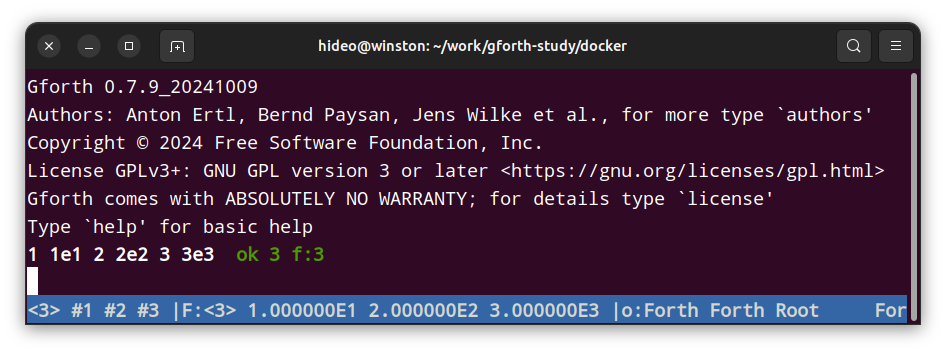 hideo@winston: ~/work/gforth-study/docker
Gforth 0.7.9_20241009
Authors: Anton Ertl, Bernd Paysan, Jens Wilke et al., for more type `authors'
Copyright © 2024 Free Software Foundation, Inc.
License GPLv3+: GNU GPL version 3 or later <https://gnu.org/licenses/gpl.html>
Gforth comes with ABSOLUTELY NO WARRANTY; for details type `license'
Type `help' for basic help
1 1e1 2 2e2 3 3e3  ok 3 f:3
<3> #1 #2 #3 |F:<3> 1.000000E1 2.000000E2 3.000000E3 |o:Forth Forth Root     For